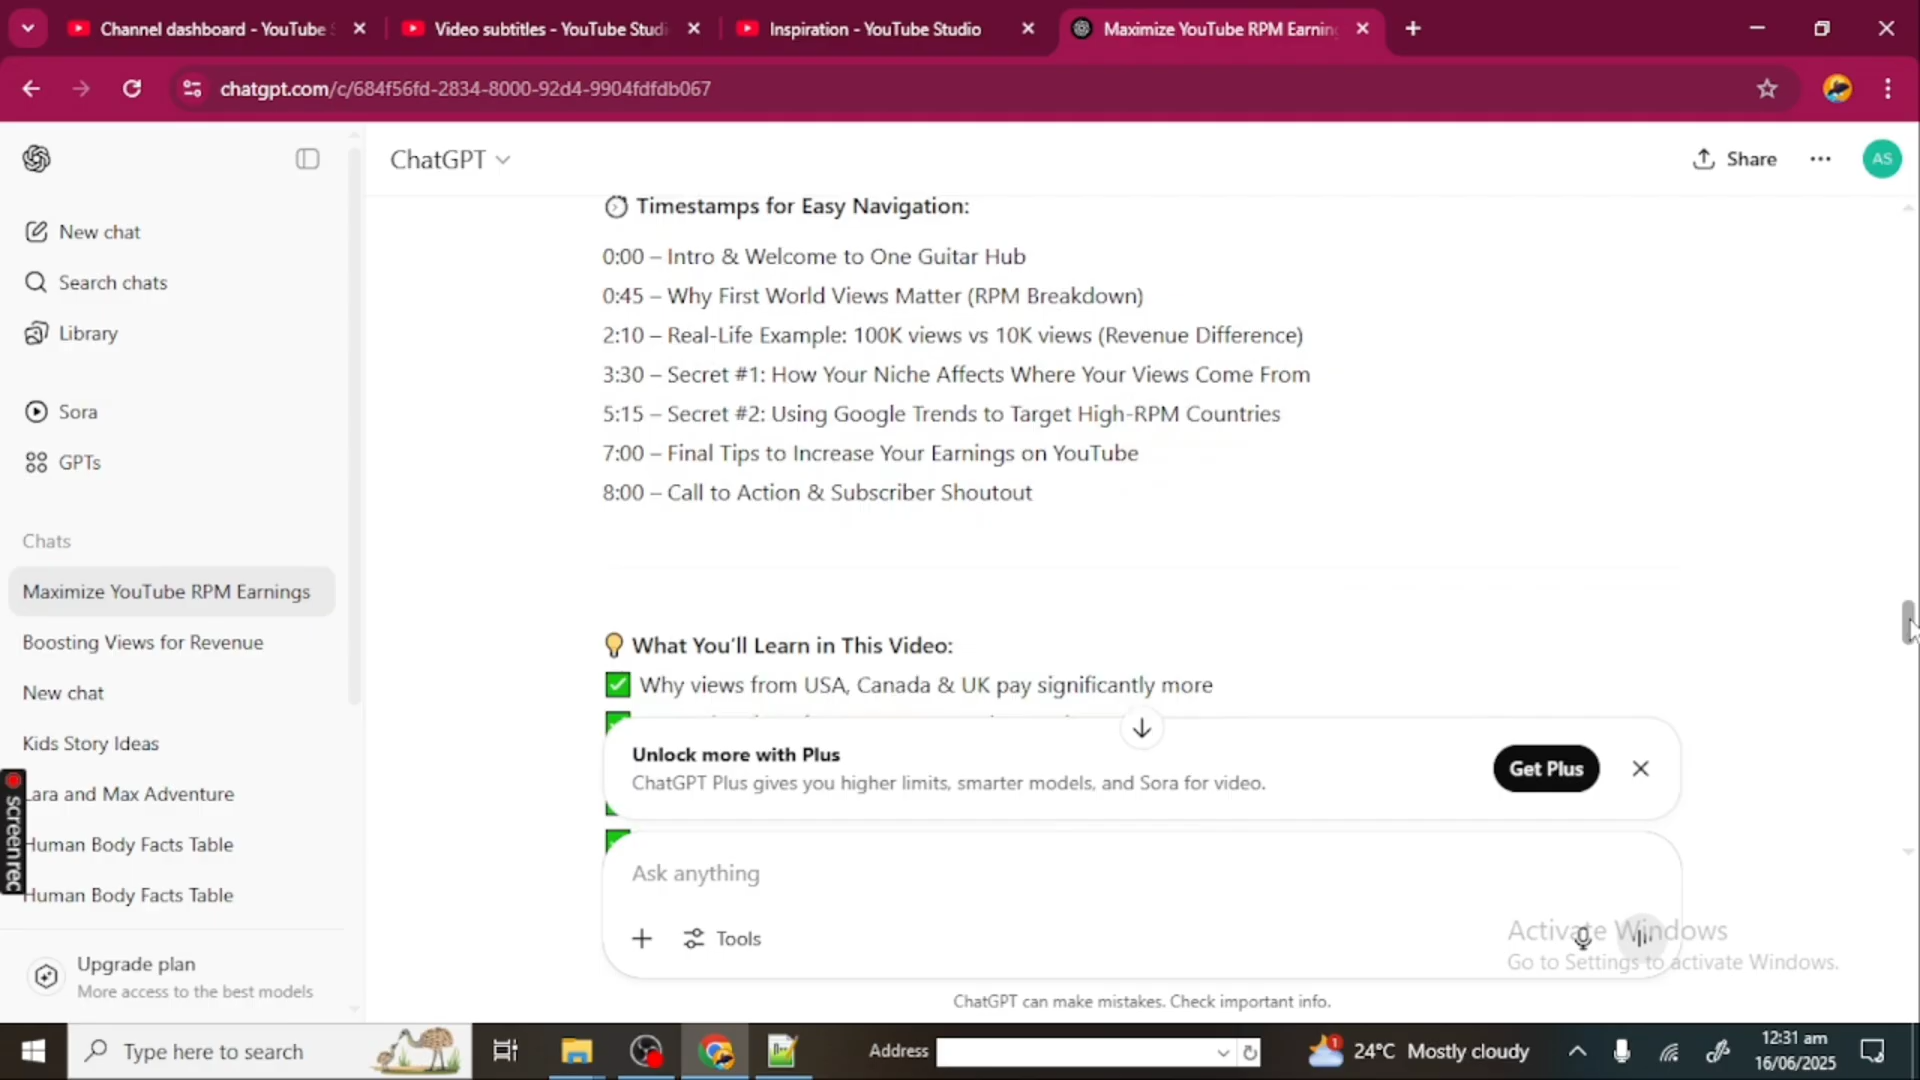 Channel dashboard - YouTube
Video subtitles - YouTube Studi
Inspiration - YouTube Studio
Maximize YouTube RPM Earnin
chatgpt.com/c/684f56fd-2834-8000-92d4-9904fdfdb067
ChatGPT
Share
AS
New chat
Search chats
Library
Sora
GPTs
Chats
Maximize YouTube RPM Earnings
Boosting Views for Revenue
New chat
Kids Story Ideas
Lara and Max Adventure
Human Body Facts Table
Human Body Facts Table
Upgrade plan
More access to the best models
screenrec
Timestamps for Easy Navigation:
0:00 – Intro & Welcome to One Guitar Hub
0:45 – Why First World Views Matter (RPM Breakdown)
2:10 – Real-Life Example: 100K views vs 10K views (Revenue Difference)
3:30 – Secret #1: How Your Niche Affects Where Your Views Come From
5:15 – Secret #2: Using Google Trends to Target High-RPM Countries
7:00 – Final Tips to Increase Your Earnings on YouTube
8:00 – Call to Action & Subscriber Shoutout
What You'll Learn in This Video:
Why views from USA, Canada & UK pay significantly more
Unlock more with Plus
ChatGPT Plus gives you higher limits, smarter models, and Sora for video.
Get Plus
Ask anything
Tools
Activate Windows
Go to Settings to activate Windows.
ChatGPT can make mistakes. Check important info.
Type here to search
Address
1
24°C Mostly cloudy
12:31 am
16/06/2025